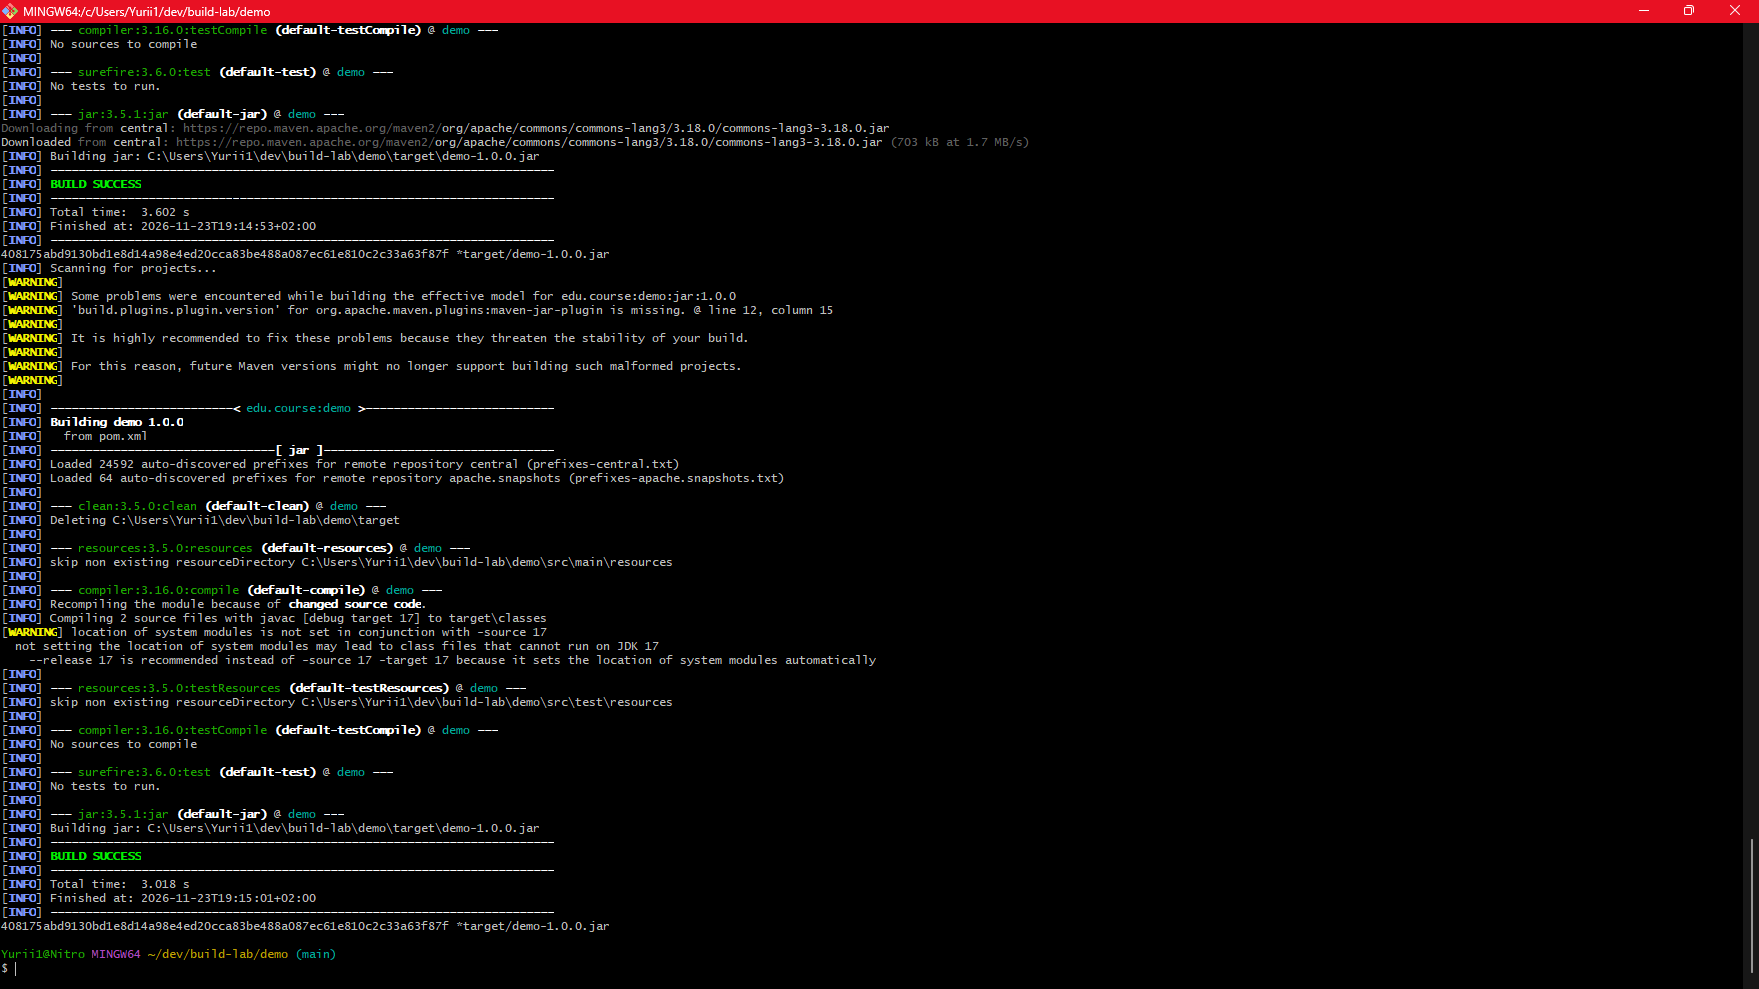 MINGW64:/c/Users/Yurii1/dev/build-lab/demo
[INFO] --- compiler:3.16.0:testCompile (default-testCompile) @ demo ---
[INFO] No sources to compile
[INFO]
[INFO] --- surefire:3.6.0:test (default-test) @ demo ---
[INFO] No tests to run.
[INFO]
[INFO] --- jar:3.5.1:jar (default-jar) @ demo ---
Downloading from central: https://repo.maven.apache.org/maven2/org/apache/commons/commons-lang3/3.18.0/commons-lang3-3.18.0.jar
Downloaded from central: https://repo.maven.apache.org/maven2/org/apache/commons/commons-lang3/3.18.0/commons-lang3-3.18.0.jar (703 kB at 1.7 MB/s)
[INFO] Building jar: C:\Users\Yurii1\dev\build-lab\demo\target\demo-1.0.0.jar
[INFO] ------------------------------------------------------------------------
[INFO] BUILD SUCCESS
[INFO] ------------------------------------------------------------------------
[INFO] Total time:  3.602 s
[INFO] Finished at: 2026-11-23T19:14:53+02:00
[INFO] ------------------------------------------------------------------------
408175abd9130bd1e8d14a98e4ed20cca83be488a087ec61e810c2c33a63f87f *target/demo-1.0.0.jar
[INFO] Scanning for projects...
[WARNING]
[WARNING] Some problems were encountered while building the effective model for edu.course:demo:jar:1.0.0
[WARNING] 'build.plugins.plugin.version' for org.apache.maven.plugins:maven-jar-plugin is missing. @ line 12, column 15
[WARNING]
[WARNING] It is highly recommended to fix these problems because they threaten the stability of your build.
[WARNING]
[WARNING] For this reason, future Maven versions might no longer support building such malformed projects.
[WARNING]
[INFO]
[INFO] --------------------------< edu.course:demo >---------------------------
[INFO] Building demo 1.0.0
[INFO]   from pom.xml
[INFO] --------------------------------[ jar ]---------------------------------
[INFO] Loaded 24592 auto-discovered prefixes for remote repository central (prefixes-central.txt)
[INFO] Loaded 64 auto-discovered prefixes for remote repository apache.snapshots (prefixes-apache.snapshots.txt)
[INFO]
[INFO] --- clean:3.5.0:clean (default-clean) @ demo ---
[INFO] Deleting C:\Users\Yurii1\dev\build-lab\demo\target
[INFO]
[INFO] --- resources:3.5.0:resources (default-resources) @ demo ---
[INFO] skip non existing resourceDirectory C:\Users\Yurii1\dev\build-lab\demo\src\main\resources
[INFO]
[INFO] --- compiler:3.16.0:compile (default-compile) @ demo ---
[INFO] Recompiling the module because of changed source code.
[INFO] Compiling 2 source files with javac [debug target 17] to target\classes
[WARNING] location of system modules is not set in conjunction with -source 17
  not setting the location of system modules may lead to class files that cannot run on JDK 17
    --release 17 is recommended instead of -source 17 -target 17 because it sets the location of system modules automatically
[INFO]
[INFO] --- resources:3.5.0:testResources (default-testResources) @ demo ---
[INFO] skip non existing resourceDirectory C:\Users\Yurii1\dev\build-lab\demo\src\test\resources
[INFO]
[INFO] --- compiler:3.16.0:testCompile (default-testCompile) @ demo ---
[INFO] No sources to compile
[INFO]
[INFO] --- surefire:3.6.0:test (default-test) @ demo ---
[INFO] No tests to run.
[INFO]
[INFO] --- jar:3.5.1:jar (default-jar) @ demo ---
[INFO] Building jar: C:\Users\Yurii1\dev\build-lab\demo\target\demo-1.0.0.jar
[INFO] ------------------------------------------------------------------------
[INFO] BUILD SUCCESS
[INFO] ------------------------------------------------------------------------
[INFO] Total time:  3.018 s
[INFO] Finished at: 2026-11-23T19:15:01+02:00
[INFO] ------------------------------------------------------------------------
408175abd9130bd1e8d14a98e4ed20cca83be488a087ec61e810c2c33a63f87f *target/demo-1.0.0.jar
Yurii1@Nitro MINGW64 ~/dev/build-lab/demo (main)
$